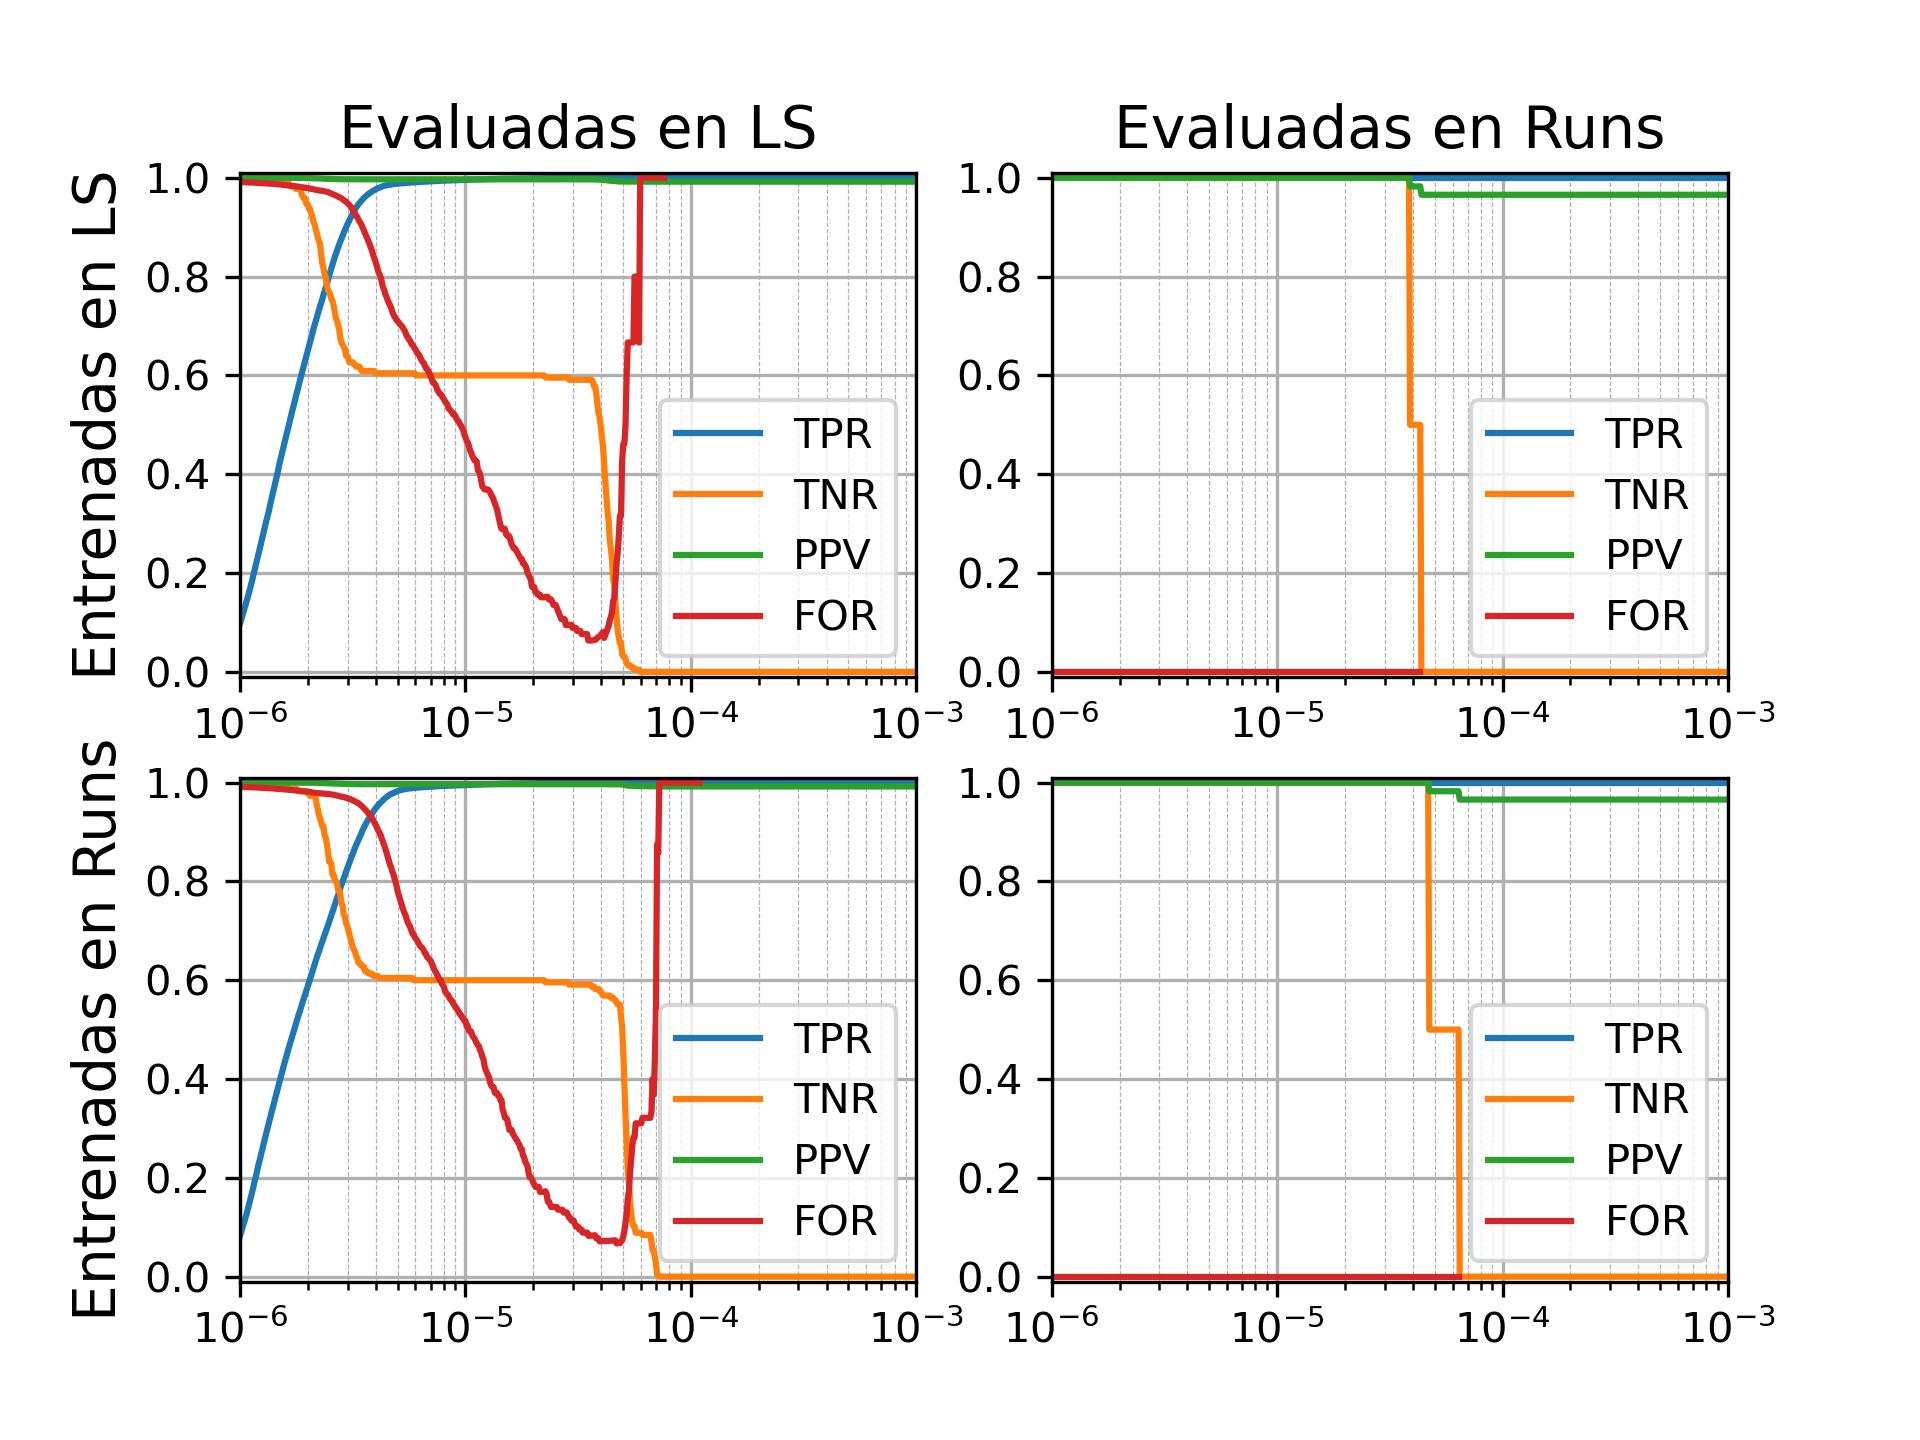 Evaluadas en LS
Evaluadas en Runs
Entrenadas en LS
1.0
0.8
0.6
0.4
0.2
0.0
10⁻⁶ 10⁻⁵ 10⁻⁴ 10⁻³
TPR
TNR
PPV
FOR
1.0
0.8
0.6
0.4
0.2
0.0
10⁻⁶ 10⁻⁵ 10⁻⁴ 10⁻³
TPR
TNR
PPV
FOR
Entrenadas en Runs
1.0
0.8
0.6
0.4
0.2
0.0
10⁻⁶ 10⁻⁵ 10⁻⁴ 10⁻³
TPR
TNR
PPV
FOR
1.0
0.8
0.6
0.4
0.2
0.0
10⁻⁶ 10⁻⁵ 10⁻⁴ 10⁻³
TPR
TNR
PPV
FOR